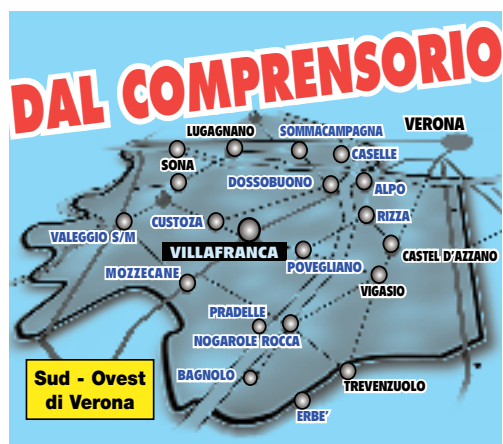 DAL COMPRENSORIO
LUGAGNANO
SOMMACAMPAGNA
VERONA
SONA
CASELLE
DOSSOBUONO
ALPO
VALEGGIO S/M
CUSTOZA
RIZZA
VILLAFRANCA
POVEGLIANO
CASTEL D'AZZANO
MOZZECANE
VIGASIO
PRADELLE
NOGAROLE ROCCA
BAGNOLO
TREVENZUOLO
ERBE'
Sud - Ovest
di Verona